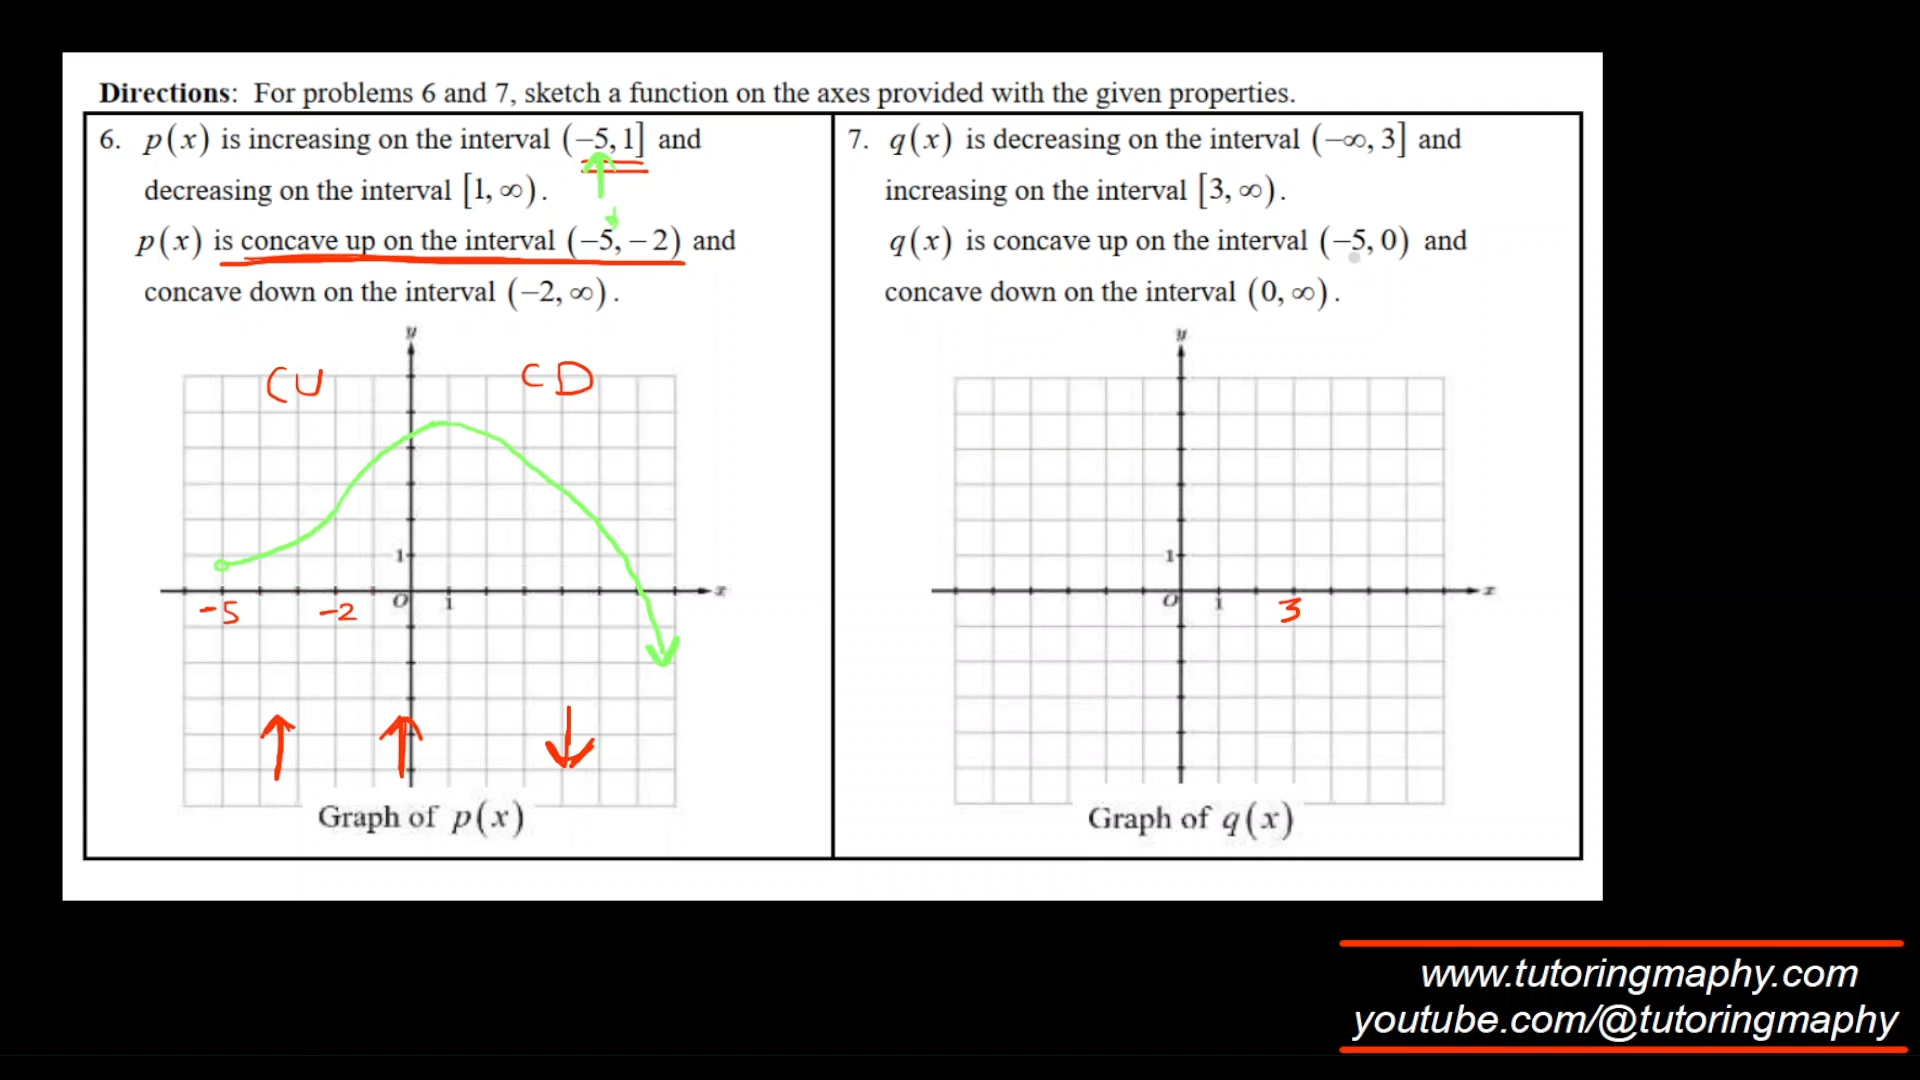 Directions: For problems 6 and 7, sketch a function on the axes provided with the given properties.
6. p(x) is increasing on the interval (−5, 1] and
decreasing on the interval [1, ∞).
p(x) is concave up on the interval (−5, −2) and
concave down on the interval (−2, ∞).
y
CU
CD
1
O
1
x
-5
-2
Graph of p(x)
7. q(x) is decreasing on the interval (−∞, 3] and
increasing on the interval [3, ∞).
q(x) is concave up on the interval (−5, 0) and
concave down on the interval (0, ∞).
y
1
O
1
3
x
Graph of q(x)
www.tutoringmaphy.com
youtube.com/@tutoringmaphy